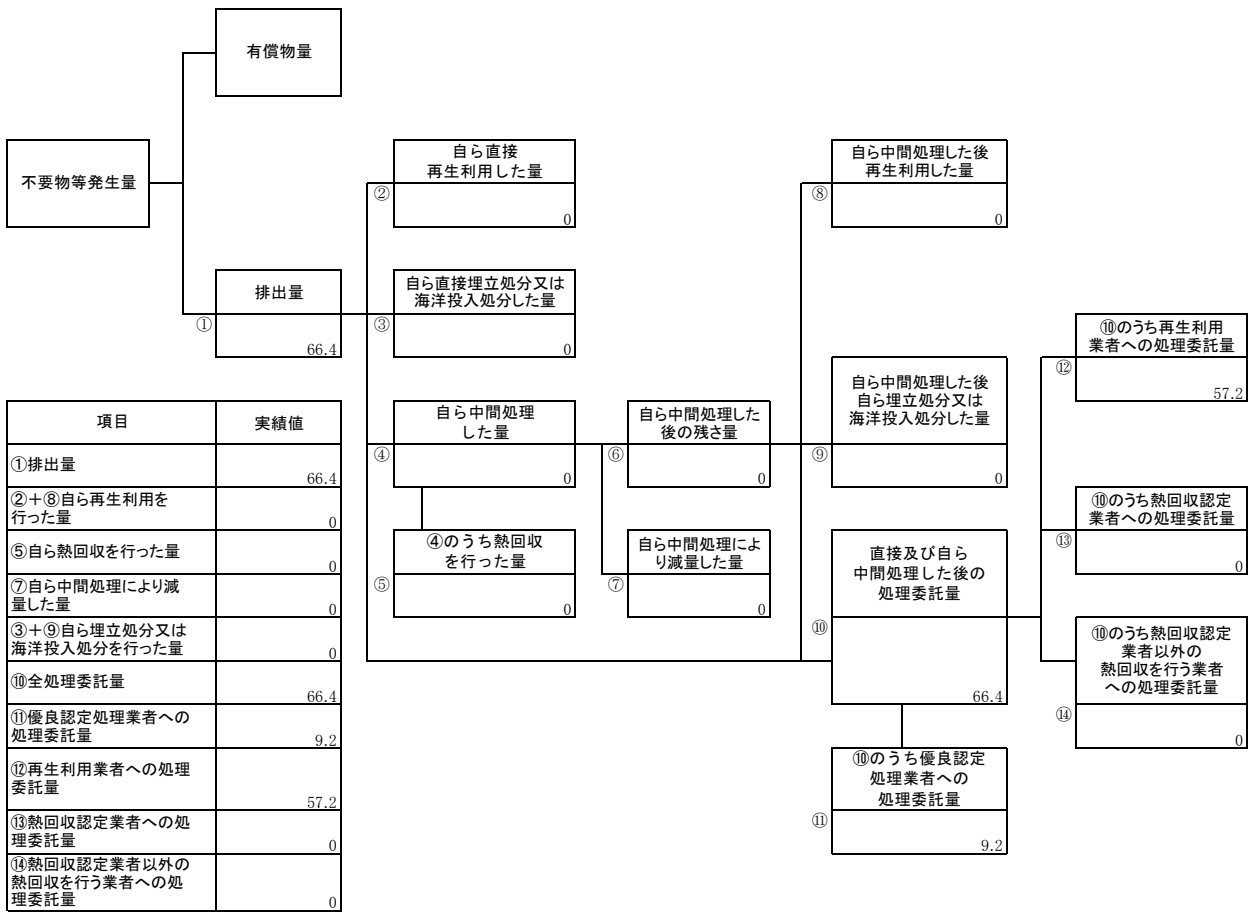 有償物量
不要物等発生量
自ら直接
再生利用した量
②
0
自ら中間処理した後
再生利用した量
⑧
0
排出量
①
66.4
自ら直接埋立処分又は
海洋投入処分した量
③
0
⑩のうち再生利用
業者への処理委託量
⑫
57.2
自ら中間処理
した量
④
0
自ら中間処理した
後の残さ量
⑥
0
自ら中間処理した後
自ら埋立処分又は
海洋投入処分した量
⑨
0
④のうち熱回収
を行った量
⑤
0
自ら中間処理によ
り減量した量
⑦
0
直接及び自ら
中間処理した後の
処理委託量
⑩
66.4
⑩のうち熱回収認定
業者への処理委託量
⑬
0
⑩のうち熱回収認定
業者以外の
熱回収を行う業者
への処理委託量
⑭
0
⑩のうち優良認定
処理業者への
処理委託量
⑪
9.2
項目 実績値
①排出量
66.4
②+⑧自ら再生利用を
行った量
0
⑤自ら熱回収を行った量
0
⑦自ら中間処理により減
量した量
0
③+⑨自ら埋立処分又は
海洋投入処分を行った量
0
⑩全処理委託量
66.4
⑪優良認定処理業者への
処理委託量
9.2
⑫再生利用業者への処理
委託量
57.2
⑬熱回収認定業者への処
理委託量
0
⑭熱回収認定業者以外の
熱回収を行う業者への処
理委託量
0